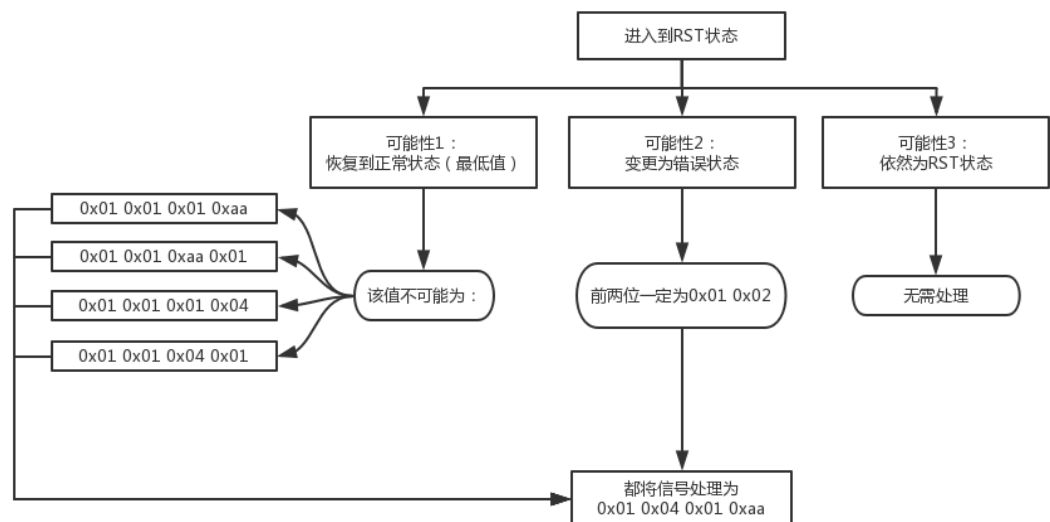 进入到RST状态
可能性1：
恢复到正常状态（最低值）
可能性2：
变更为错误状态
可能性3：
依然为RST状态
0x01 0x01 0x01 0xaa
0x01 0x01 0xaa 0x01
0x01 0x01 0x01 0x04
0x01 0x01 0x04 0x01
该值不可能为：
前两位一定为0x01 0x02
无需处理
都将信号处理为
0x01 0x04 0x01 0xaa